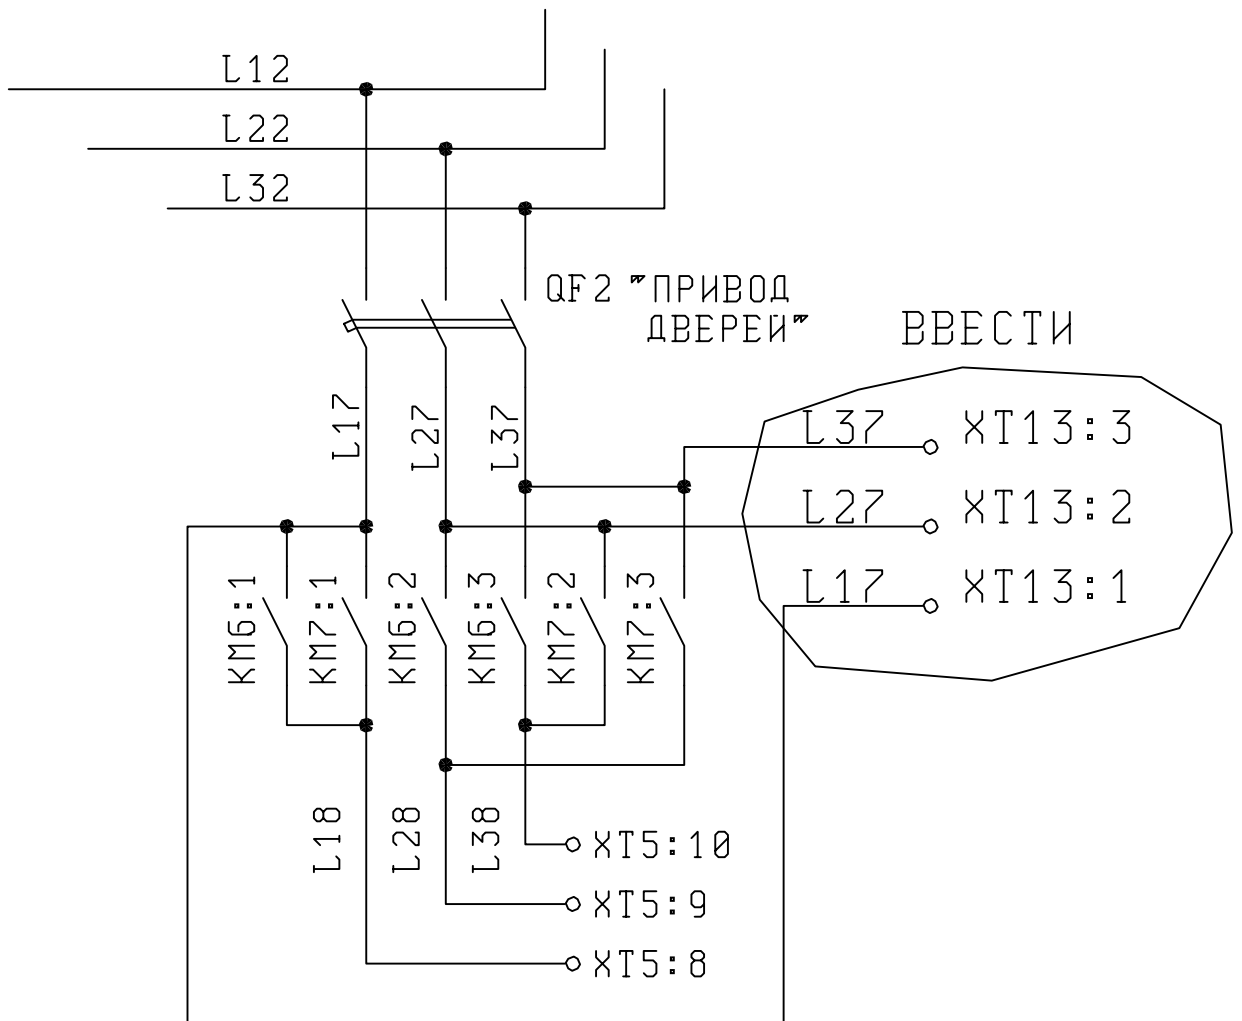 L12
L22
L32
QF2 "ПРИВОД
ДВЕРЕЙ"
ВВЕСТИ
L17
L27
L37
L37 XT13:3
L27 XT13:2
L17 XT13:1
KM6:1
KM7:1
KM6:2
KM6:3
KM7:2
KM7:3
L18
L28
L38
XT5:10
XT5:9
XT5:8